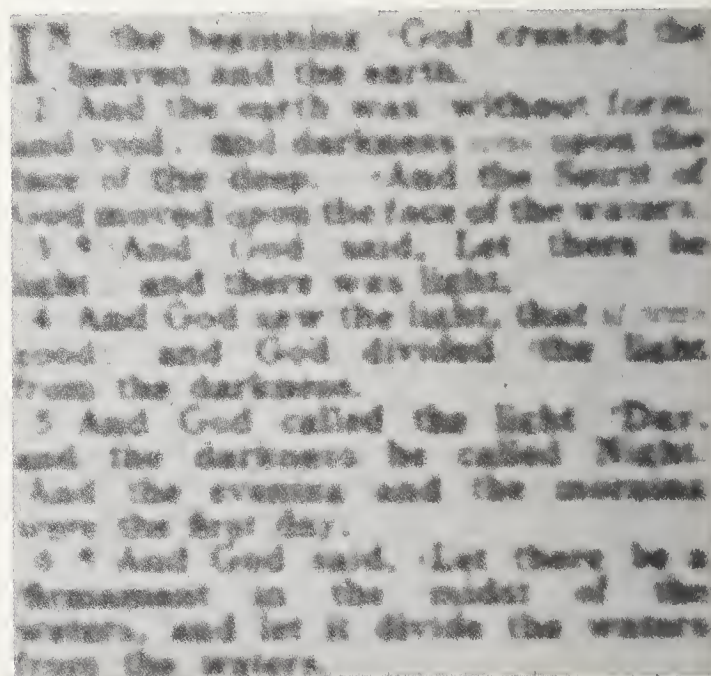 IN the beginning God created the
heaven and the earth.
2 And the earth was without form,
and void; and darkness was upon the
face of the deep. And the Spirit of
God moved upon the face of the waters.
3 And God said, Let there be
light: and there was light.
4 And God saw the light, that it was
good: and God divided the light
from the darkness.
5 And God called the light Day,
and the darkness he called Night.
And the evening and the morning
were the first day.
6 And God said, Let there be a
firmament in the midst of the
waters, and let it divide the waters
from the waters.